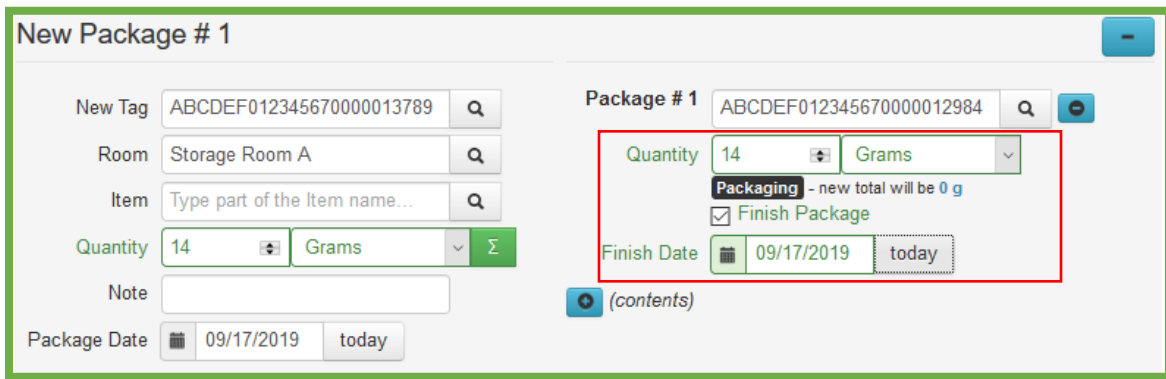 New Package # 1
New Tag ABCDEF012345670000013789
Room Storage Room A
Item Type part of the Item name...
Quantity 14 Grams Σ
Note
Package Date 09/17/2019 today
Package # 1 ABCDEF012345670000012984
Quantity 14 Grams
Packaging - new total will be 0 g
Finish Package
Finish Date 09/17/2019 today
(contents)